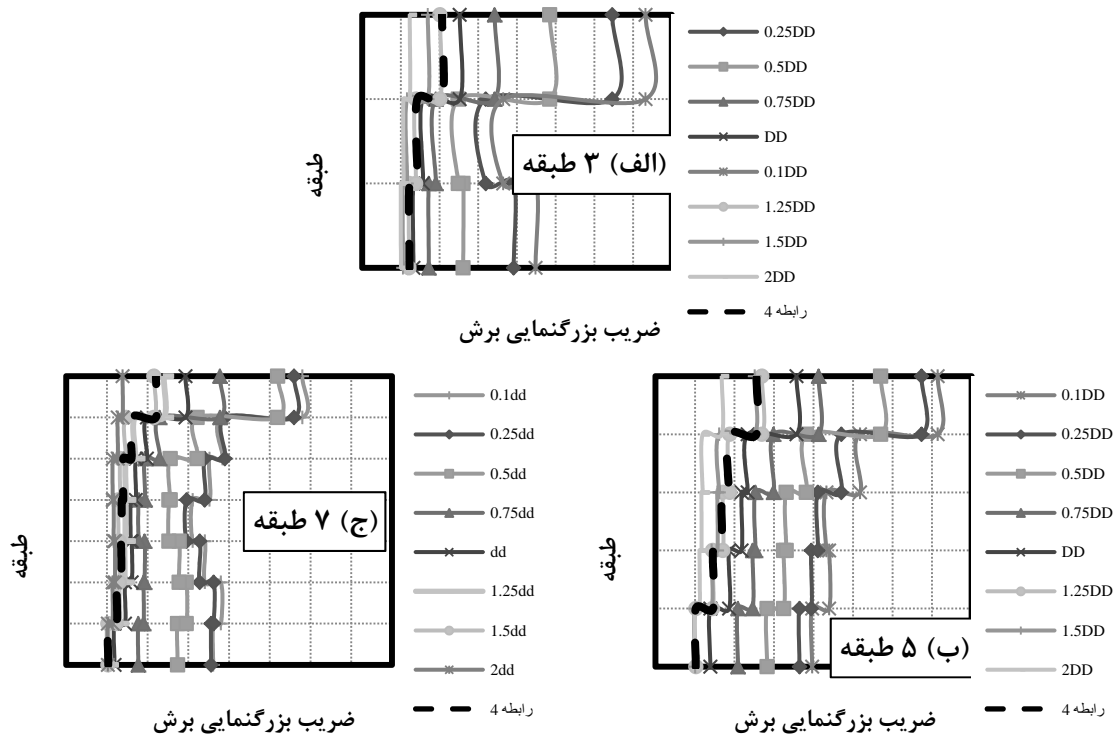 0.25DD
0.5DD
0.75DD
DD
0.1DD
1.25DD
1.5DD
2DD
رابطه 4
طبقه
الف) ۳ طبقه
ضریب بزرگنمایی برش
0.1DD
0.25DD
0.5DD
0.75DD
DD
1.25DD
1.5DD
2DD
رابطه 4
طبقه
ب) ۵ طبقه
ضریب بزرگنمایی برش
0.1dd
0.25dd
0.5dd
0.75dd
dd
1.25dd
1.5dd
2dd
رابطه 4
طبقه
ج) ۷ طبقه
ضریب بزرگنمایی برش